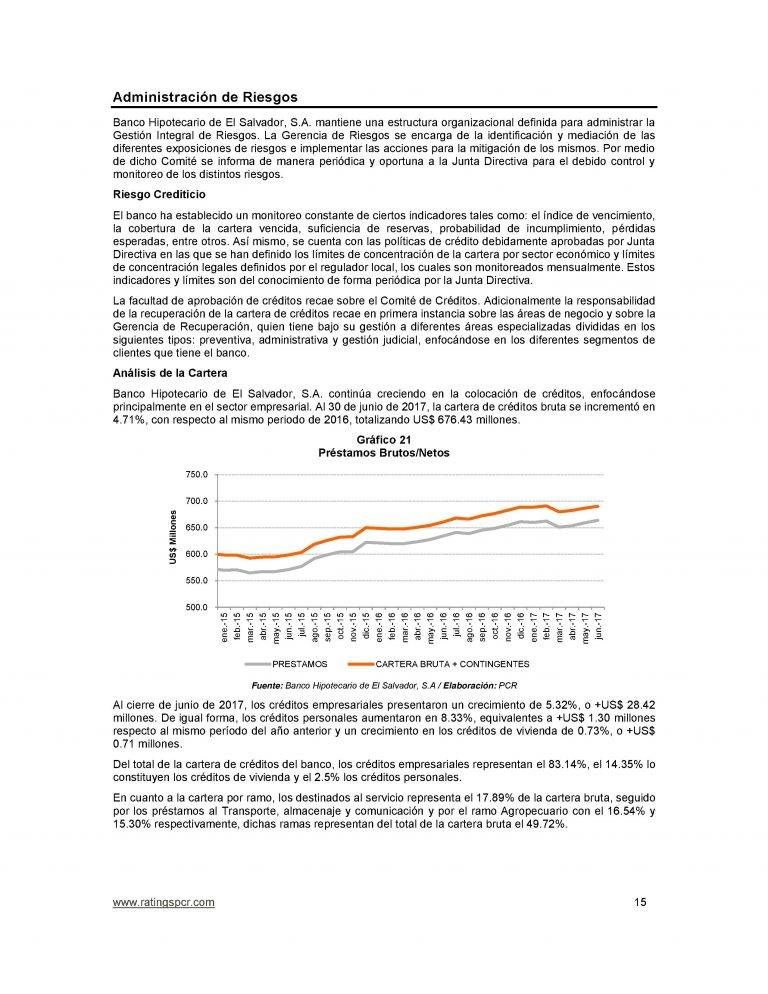 Administración de Riesgos
Banco Hipotecario de El Salvador, S.A. mantiene una estructura organizacional definida para administrar la
Gestión Integral de Riesgos. La Gerencia de Riesgos se encarga de la identificación y mediación de las
diferentes exposiciones de riesgos e implementar las acciones para la mitigación de los mismos. Por medio
de dicho Comité se informa de manera periódica y oportuna a la Junta Directiva para el debido control y
monitoreo de los distintos riesgos.
Riesgo Crediticio
El banco ha establecido un monitoreo constante de ciertos indicadores tales como: el índice de vencimiento,
la cobertura de la cartera vencida, suficiencia de reservas, probabilidad de incumplimiento, pérdidas
esperadas, entre otros. Así mismo, se cuenta con las políticas de crédito debidamente aprobadas por Junta
Directiva en las que se han definido los límites de concentración de la cartera por sector económico y límites
de concentración legales definidos por el regulador local, los cuales son monitoreados mensualmente. Estos
indicadores y límites son del conocimiento de forma periódica por la Junta Directiva.
La facultad de aprobación de créditos recae sobre el Comité de Créditos. Adicionalmente la responsabilidad
de la recuperación de la cartera de créditos recae en primera instancia sobre las áreas de negocio y sobre la
Gerencia de Recuperación, quien tiene bajo su gestión a diferentes áreas especializadas divididas en los
siguientes tipos: preventiva, administrativa y gestión judicial, enfocándose en los diferentes segmentos de
clientes que tiene el banco.
Análisis de la Cartera
Banco Hipotecario de El Salvador, S.A. continúa creciendo en la colocación de créditos, enfocándose
principalmente en el sector empresarial. Al 30 de junio de 2017, la cartera de créditos bruta se incrementó en
4.71%, con respecto al mismo periodo de 2016, totalizando US$ 676.43 millones.
Gráfico 21
Préstamos Brutos/Netos
US$ Millones
750.0
700.0
650.0
600.0
550.0
500.0
ene.-15
feb.-15
mar.-15
abr.-15
may.-15
jun.-15
jul.-15
ago.-15
sep.-15
oct.-15
nov.-15
dic.-15
ene.-16
feb.-16
mar.-16
abr.-16
may.-16
jun.-16
jul.-16
ago.-16
sep.-16
oct.-16
nov.-16
dic.-16
ene.-17
feb.-17
mar.-17
abr.-17
may.-17
jun.-17
PRESTAMOS
CARTERA BRUTA + CONTINGENTES
Fuente: Banco Hipotecario de El Salvador, S.A / Elaboración: PCR
Al cierre de junio de 2017, los créditos empresariales presentaron un crecimiento de 5.32%, o +US$ 28.42
millones. De igual forma, los créditos personales aumentaron en 8.33%, equivalentes a +US$ 1.30 millones
respecto al mismo período del año anterior y un crecimiento en los créditos de vivienda de 0.73%, o +US$
0.71 millones.
Del total de la cartera de créditos del banco, los créditos empresariales representan el 83.14%, el 14.35% lo
constituyen los créditos de vivienda y el 2.5% los créditos personales.
En cuanto a la cartera por ramo, los destinados al servicio representa el 17.89% de la cartera bruta, seguido
por los préstamos al Transporte, almacenaje y comunicación y por el ramo Agropecuario con el 16.54% y
15.30% respectivamente, dichas ramas representan del total de la cartera bruta el 49.72%.
www.ratingspcr.com
15